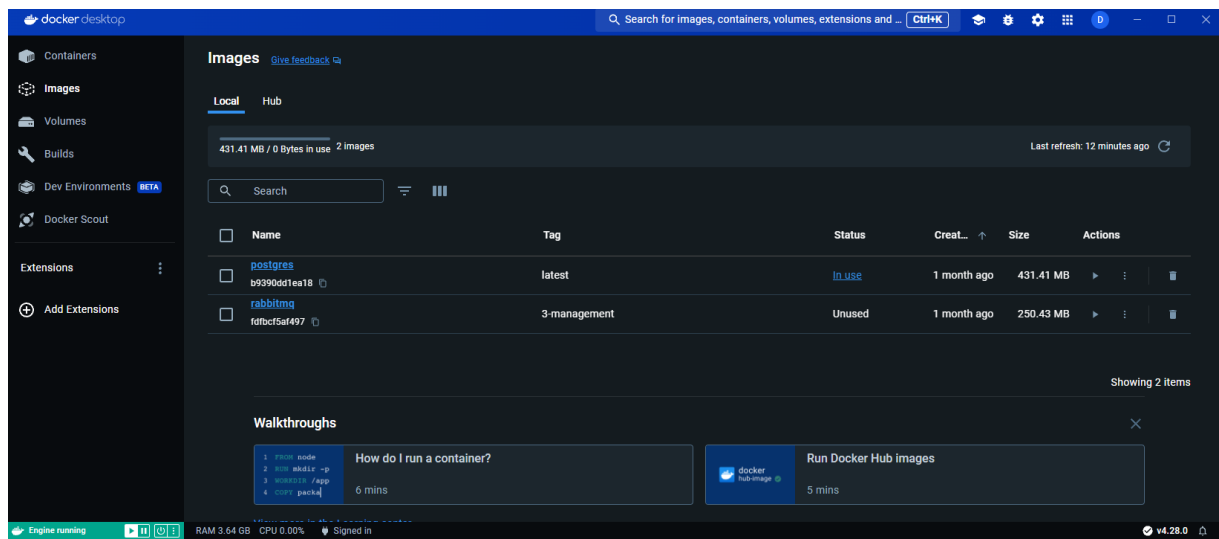 docker desktop
Search for images, containers, volumes, extensions and ... Ctrl+K
D
Containers
Images
Volumes
Builds
Dev Environments BETA
Docker Scout
Extensions
Add Extensions
Images Give feedback
Local Hub
431.41 MB / 0 Bytes in use 2 images
Last refresh: 12 minutes ago
Search
Name Tag Status Creat... Size Actions
postgres
b9390dd1ea18
latest In use 1 month ago 431.41 MB
rabbitmq
fdfbcf5af497
3-management Unused 1 month ago 250.43 MB
Showing 2 items
Walkthroughs
1 FROM node
2 RUN mkdir -p
3 WORKDIR /app
4 COPY packa
How do I run a container?
6 mins
docker
hub-image
Run Docker Hub images
5 mins
View more in the Learning center
Engine running
RAM 3.64 GB CPU 0.00% Signed in
v4.28.0